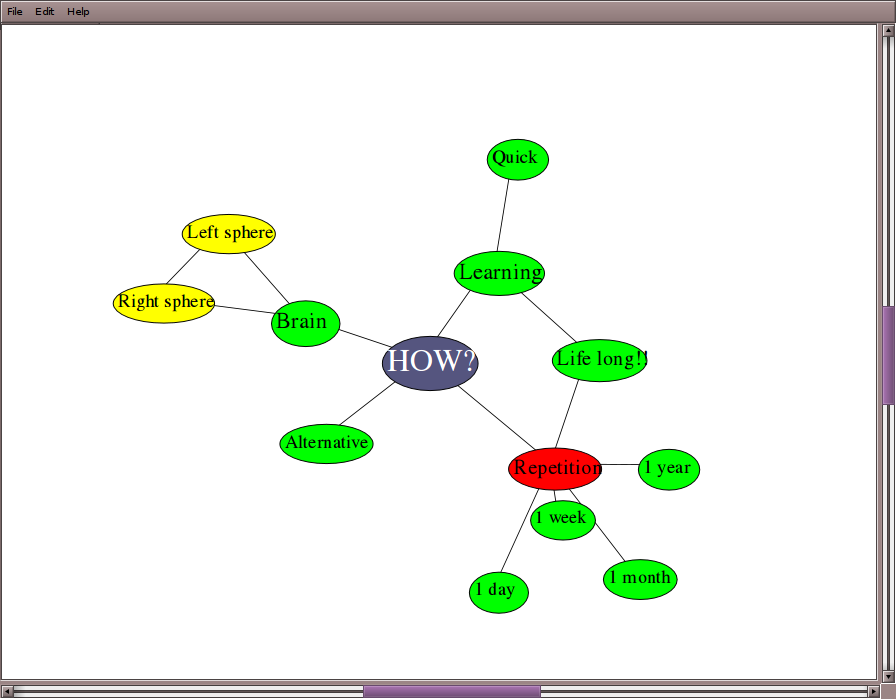 File Edit Help
Quick
Left sphere
Learning
Right sphere
Brain
HOW?
Life long!!
Alternative
Repetition
1 year
1 week
1 month
1 day